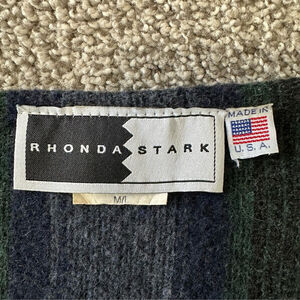 RHONDA STARK
MADE IN
U.S.A.
M/L